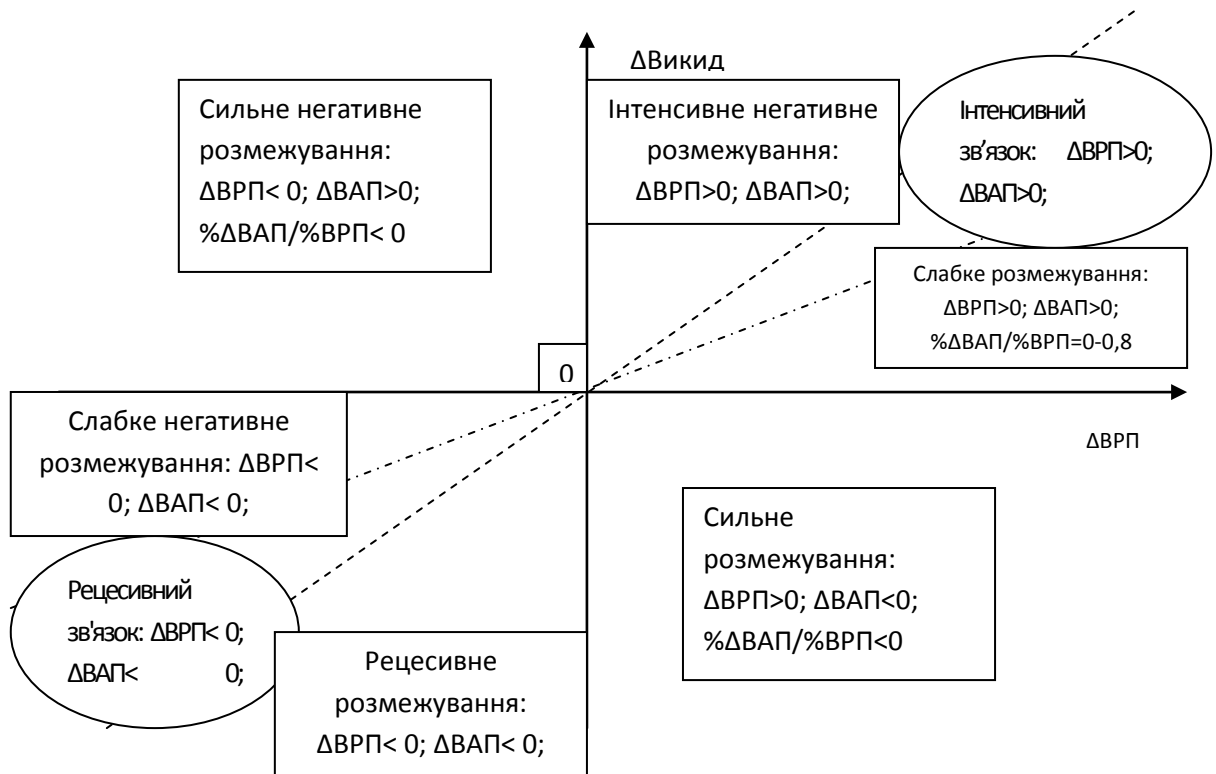 ΔВикид
Сильне негативне
розмежування:
ΔВРП< 0; ΔВАП>0;
%ΔВАП/%ВРП< 0
Інтенсивне негативне
розмежування:
ΔВРП>0; ΔВАП>0;
Інтенсивний
зв’язок: ΔВРП>0;
ΔВАП>0;
Слабке розмежування:
ΔВРП>0; ΔВАП>0;
%ΔВАП/%ВРП=0-0,8
0
ΔВРП
Слабке негативне
розмежування: ΔВРП<
0; ΔВАП< 0;
Сильне
розмежування:
ΔВРП>0; ΔВАП<0;
%ΔВАП/%ВРП<0
Рецесивний
зв'язок: ΔВРП< 0;
ΔВАП< 0;
Рецесивне
розмежування:
ΔВРП< 0; ΔВАП< 0;